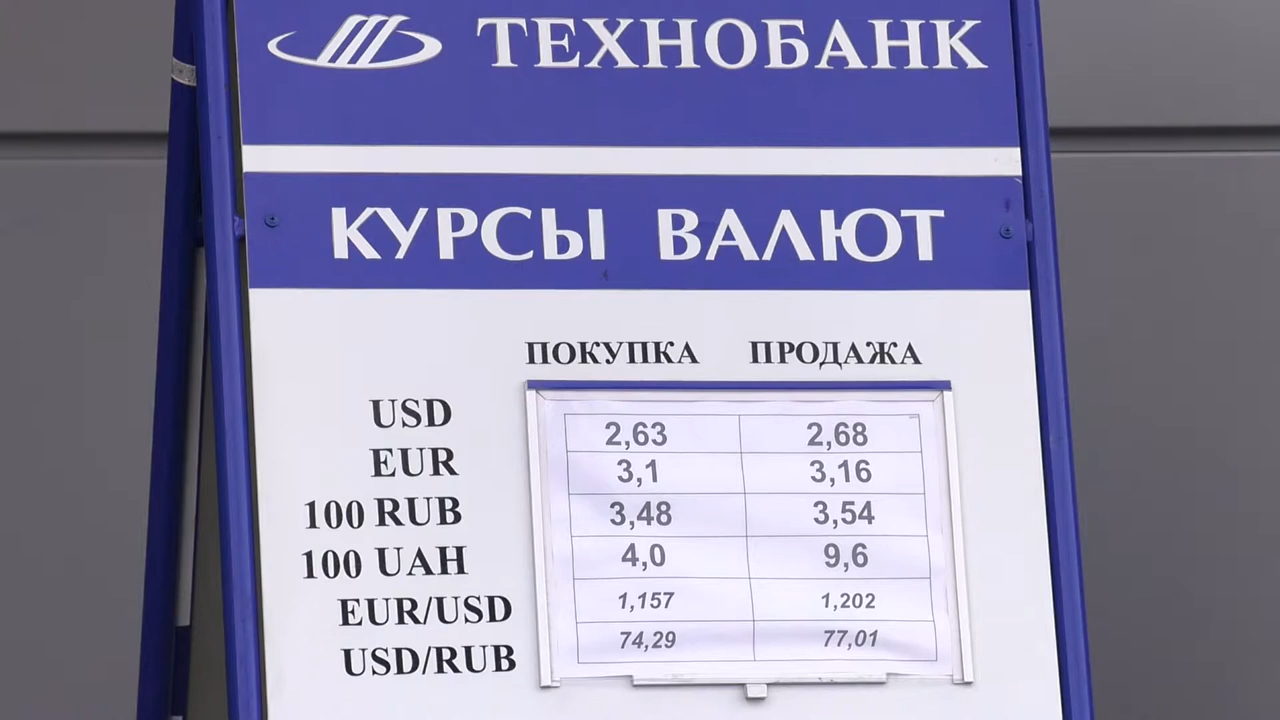 ТЕХНОБАНК
КУРСЫ ВАЛЮТ
ПОКУПКА ПРОДАЖА
USD 2,63 2,68
EUR 3,1 3,16
100 RUB 3,48 3,54
100 UAH 4,0 9,6
EUR/USD 1,157 1,202
USD/RUB 74,29 77,01